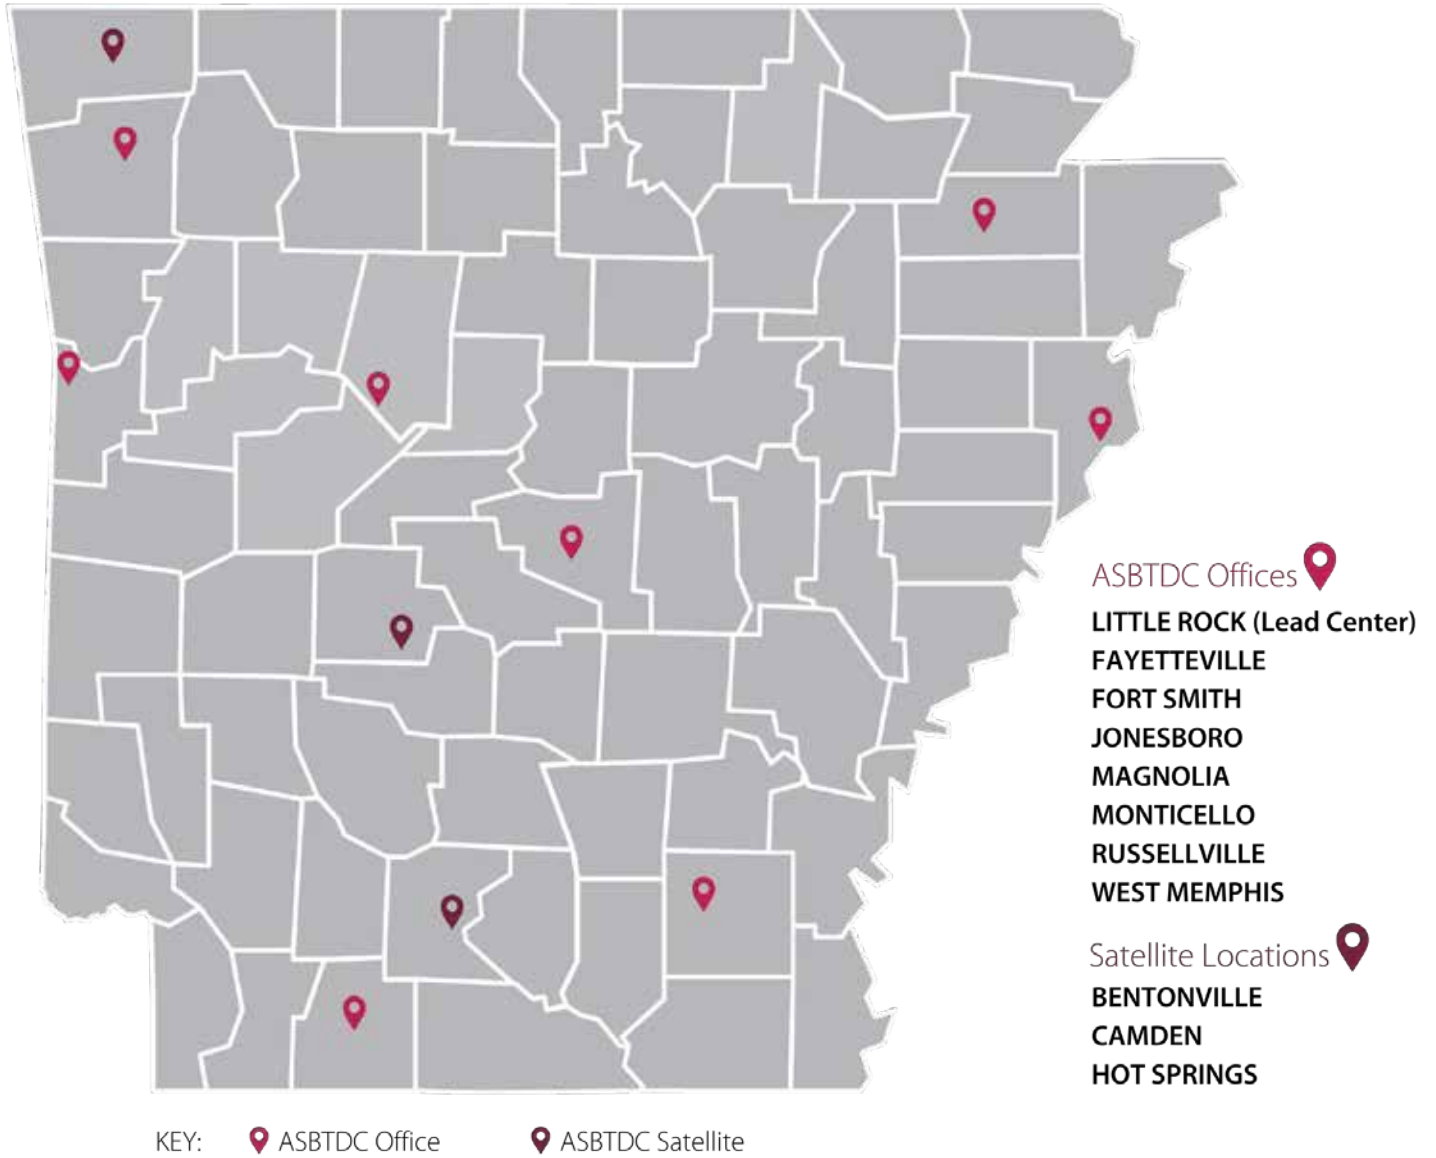 ASBTDC Offices
LITTLE ROCK (Lead Center)
FAYETTEVILLE
FORT SMITH
JONESBORO
MAGNOLIA
MONTICELLO
RUSSELLVILLE
WEST MEMPHIS
Satellite Locations
BENTONVILLE
CAMDEN
HOT SPRINGS
KEY: ASBTDC Office ASBTDC Satellite